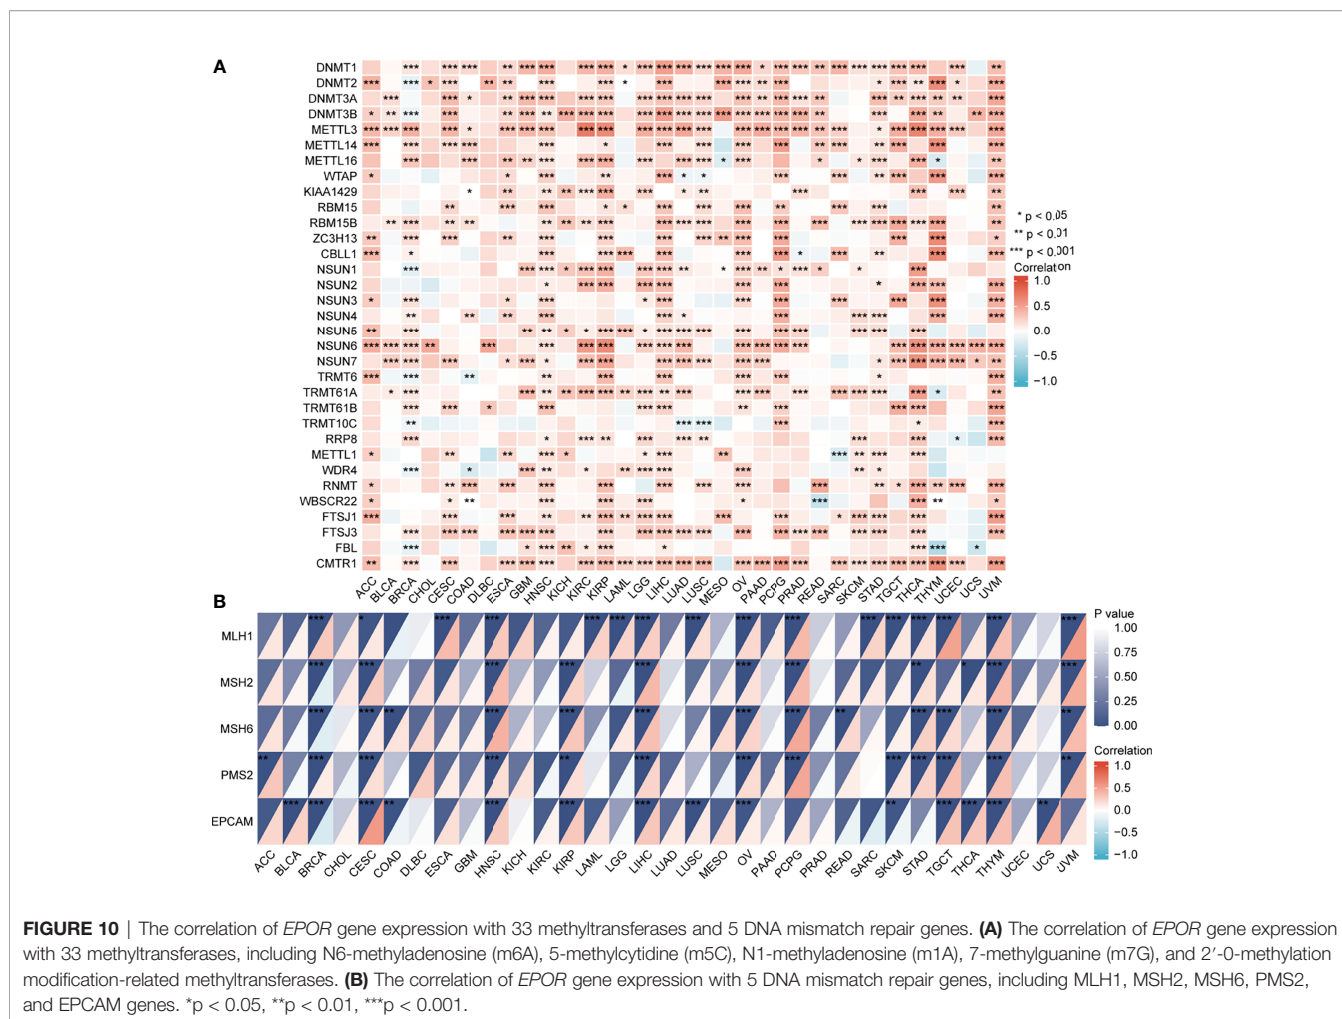 A
DNMT1
DNMT2
DNMT3A
DNMT3B
METTL3
METTL14
METTL16
WTAP
KIAA1429
RBM15
RBM15B
ZC3H13
CBLL1
NSUN1
NSUN2
NSUN3
NSUN4
NSUN5
NSUN6
NSUN7
TRMT6
TRMT61A
TRMT61B
TRMT10C
RRP8
METTL1
WDR4
RNMT
WBSCR22
FTSJ1
FTSJ3
FBL
CMTR1
* p < 0.05
** p < 0.01
*** p < 0.001
Correlation
1.0
0.5
0.0
−0.5
−1.0
ACC BLCA BRCA CHOL CESC COAD DLBC ESCA GBM HNSC KICH KIRC KIRP LAML LGG LIHC LUAD LUSC MESO OV PAAD PCPG PRAD READ SARC SKCM STAD TGCT THCA THYM UCEC UCS UVM
B
MLH1
MSH2
MSH6
PMS2
EPCAM
P value
1.00
0.75
0.50
0.25
0.00
Correlation
1.0
0.5
0.0
−0.5
−1.0
ACC BLCA BRCA CHOL CESC COAD DLBC ESCA GBM HNSC KICH KIRC KIRP LAML LGG LIHC LUAD LUSC MESO OV PAAD PCPG PRAD READ SARC SKCM STAD TGCT THCA THYM UCEC UCS UVM
FIGURE 10 | The correlation of EPOR gene expression with 33 methyltransferases and 5 DNA mismatch repair genes. (A) The correlation of EPOR gene expression
with 33 methyltransferases, including N6-methyladenosine (m6A), 5-methylcytidine (m5C), N1-methyladenosine (m1A), 7-methylguanine (m7G), and 2′-0-methylation
modification-related methyltransferases. (B) The correlation of EPOR gene expression with 5 DNA mismatch repair genes, including MLH1, MSH2, MSH6, PMS2,
and EPCAM genes. *p < 0.05, **p < 0.01, ***p < 0.001.